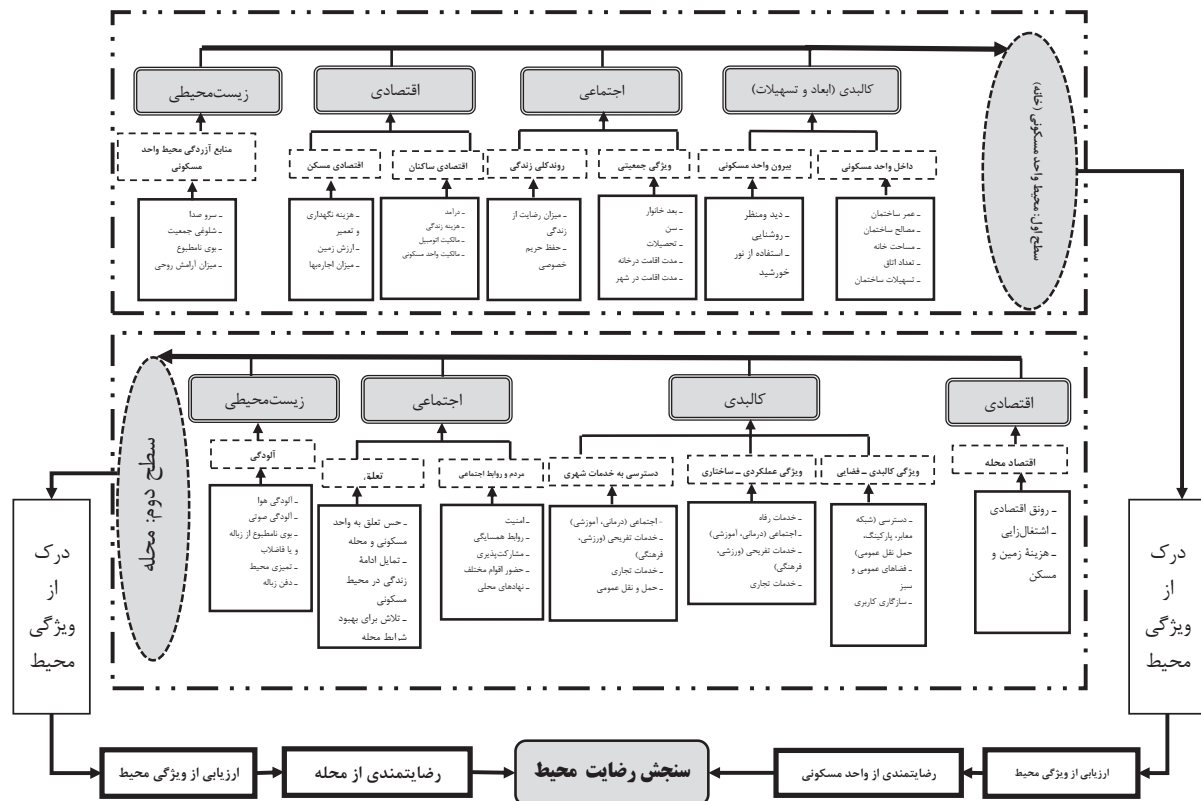 سطح اول: محیط واحد مسکونی (خانه)
کالبدی (ابعاد و تسهیلات)
اجتماعی
اقتصادی
زیست‌محیطی
داخل واحد مسکونی
بیرون واحد مسکونی
ویژگی جمعیتی
روندکلی زندگی
اقتصادی ساکنان
اقتصادی مسکن
منابع آزردگی محیط واحد
مسکونی
ـ عمر ساختمان
ـ مصالح ساختمان
ـ مساحت خانه
ـ تعداد اتاق
ـ تسهیلات ساختمان
ـ دید ومنظر
ـ روشنایی
ـ استفاده از نور
خورشید
ـ بعد خانوار
ـ سن
ـ تحصیلات
ـ مدت اقامت درخانه
ـ مدت اقامت در شهر
ـ میزان رضایت از
زندگی
ـ حفظ حریم
خصوصی
ـ درآمد
ـ هزینه زندگی
ـ مالکیت اتومبیل
ـ مالکیت واحد مسکونی
ـ هزینه نگهداری
و تعمیر
ـ ارزش زمین
ـ میزان اجاره‌بها
ـ سرو صدا
ـ شلوغی جمعیت
ـ بوی نامطبوع
ـ میزان آرامش روحی
سطح دوم: محله
اقتصادی
کالبدی
اجتماعی
زیست‌محیطی
اقتصاد محله
ویژگی کالبدی ـ فضایی
ویژگی عملکردی ـ ساختاری
دسترسی به خدمات شهری
مردم و روابط اجتماعی
تعلق
آلودگی
ـ رونق اقتصادی
ـ اشتغال‌زایی
ـ هزینهٔ زمین و
مسکن
ـ دسترسی (شبکه
معابر، پارکینگ،
حمل نقل عمومی)
ـ فضاهای عمومی و
سبز
ـ سازگاری کاربری
ـ خدمات رفاه
ـ اجتماعی (درمانی، آموزشی)
ـ خدمات تفریحی (ورزشی،
فرهنگی)
ـ خدمات تجاری
- اجتماعی (درمانی، آموزشی)
ـ خدمات تفریحی (ورزشی،
فرهنگی)
ـ خدمات تجاری
ـ حمل و نقل عمومی
ـ امنیت
ـ روابط همسایگی
ـ مشارکت‌پذیری
ـ حضور اقوام مختلف
ـ نهادهای محلی
ـ حس تعلق به واحد
مسکونی و محله
ـ تمایل ادامهٔ
زندگی در محیط
مسکونی
ـ تلاش برای بهبود
شرایط محله
ـ آلودگی هوا
ـ آلودگی صوتی
ـ بوی نامطبوع از زباله
و یا فاضلاب
ـ تمیزی محیط
ـ دفن زباله
درک
از
ویژگی
محیط
درک
از
ویژگی
محیط
ارزیابی از ویژگی محیط
رضایتمندی از واحد مسکونی
سنجش رضایت محیط
رضایتمندی از محله
ارزیابی از ویژگی محیط